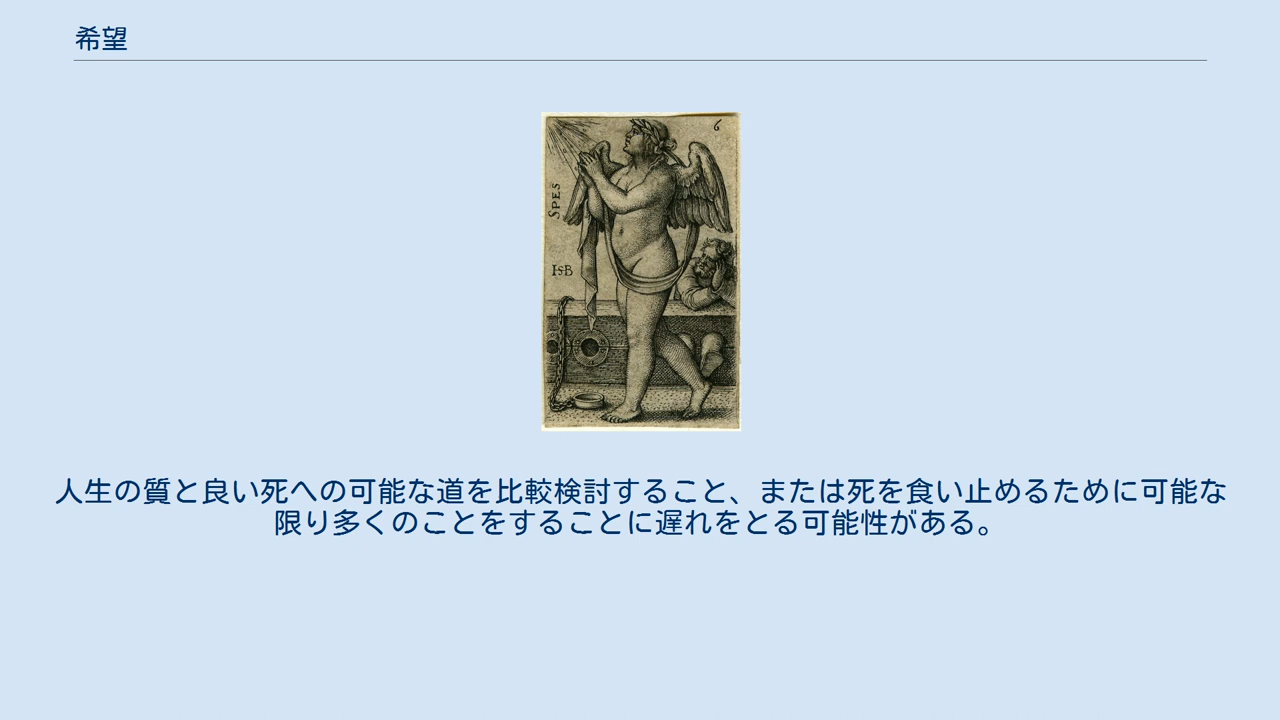 希望
6
SPES
ISB
人生の質と良い死への可能な道を比較検討すること、または死を食い止めるために可能な
限り多くのことをすることに遅れをとる可能性がある。